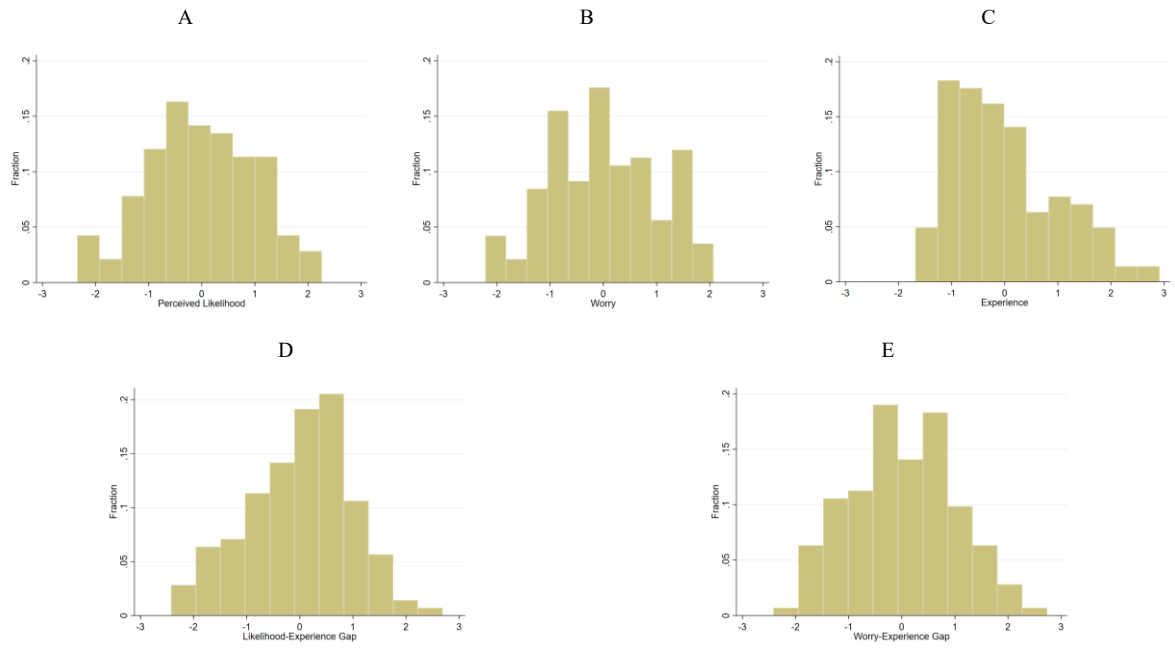 A
B
C
.2
.15
.1
.05
0
Fraction
-3 -2 -1 0 1 2 3
Perceived Likelihood
.2
.15
.1
.05
0
Fraction
-3 -2 -1 0 1 2 3
Worry
.2
.15
.1
.05
0
Fraction
-3 -2 -1 0 1 2 3
Experience
D
E
.2
.15
.1
.05
0
Fraction
-3 -2 -1 0 1 2 3
Likelihood-Experience Gap
.2
.15
.1
.05
0
Fraction
-3 -2 -1 0 1 2 3
Worry-Experience Gap